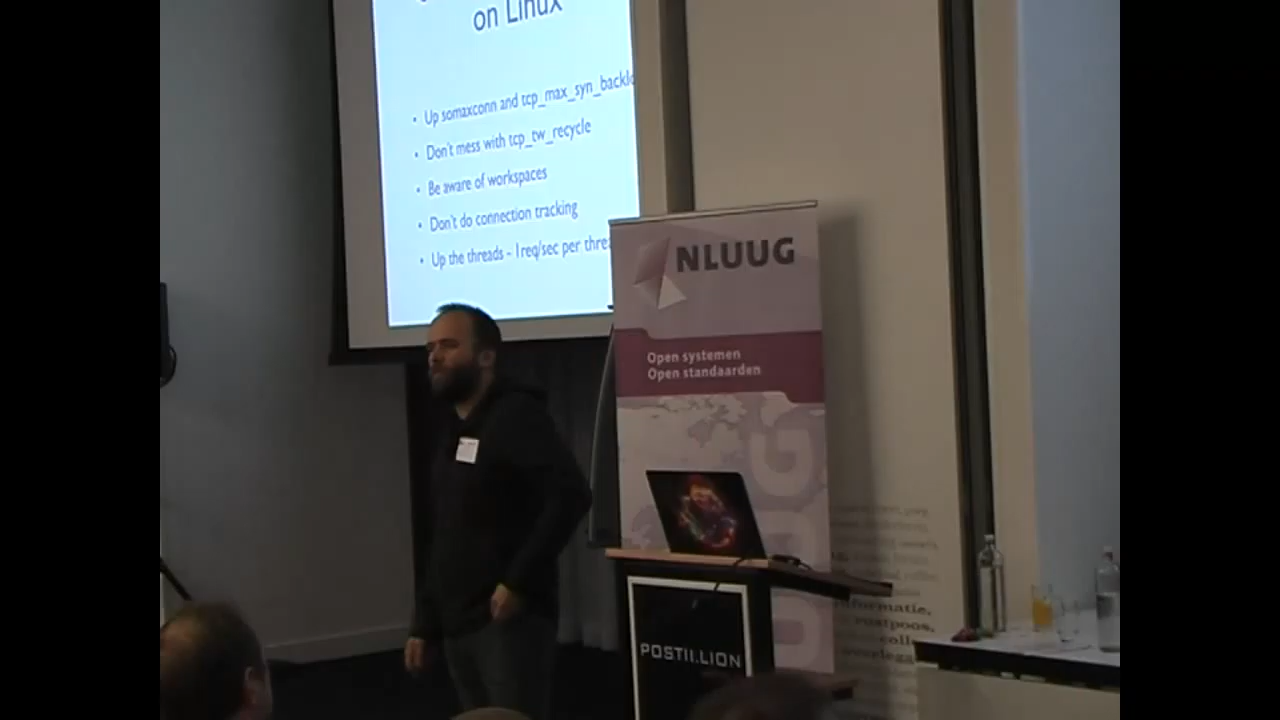 on Linux
• Up somaxconn and tcp_max_syn_backlo
• Don't mess with tcp_tw_recycle
• Be aware of workspaces
• Don't do connection tracking
• Up the threads - 1req/sec per threa
NLUUG
Open systemen
Open standaarden
POSTILLION
informatie,